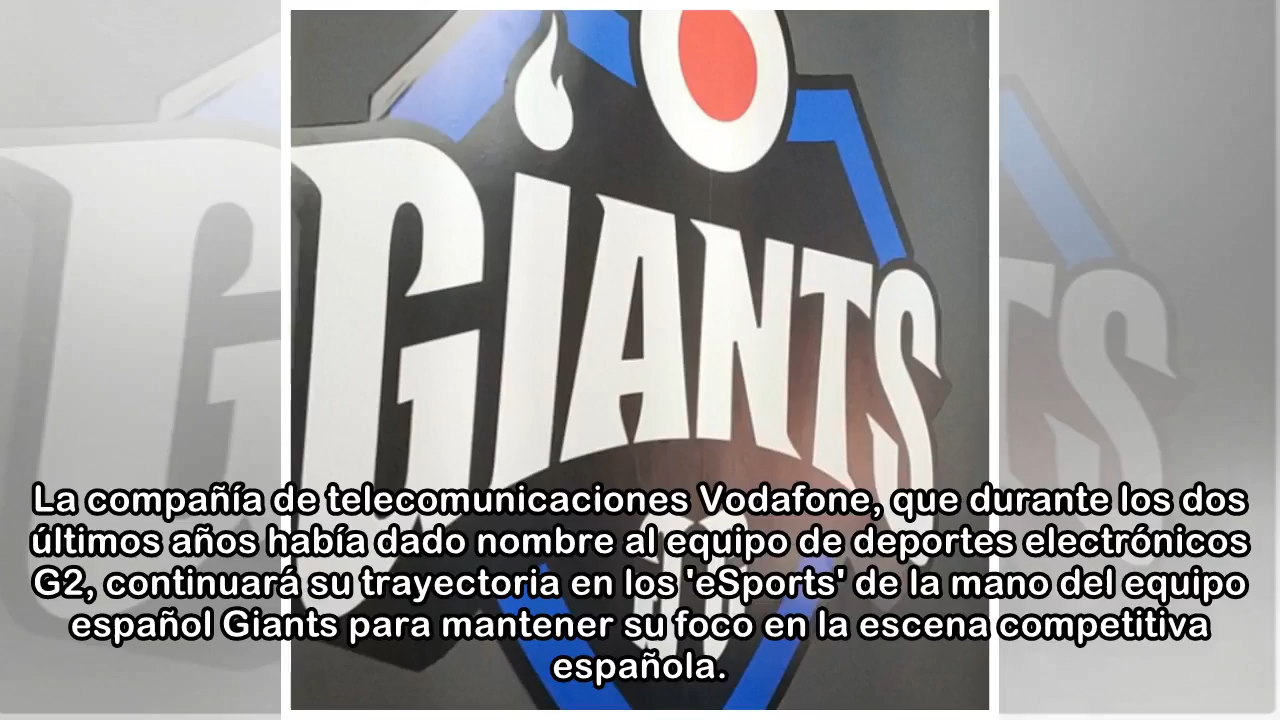 GIANTS
La compañía de telecomunicaciones Vodafone, que durante los dos
últimos años había dado nombre al equipo de deportes electrónicos
G2, continuará su trayectoria en los 'eSports' de la mano del equipo
español Giants para mantener su foco en la escena competitiva
española.